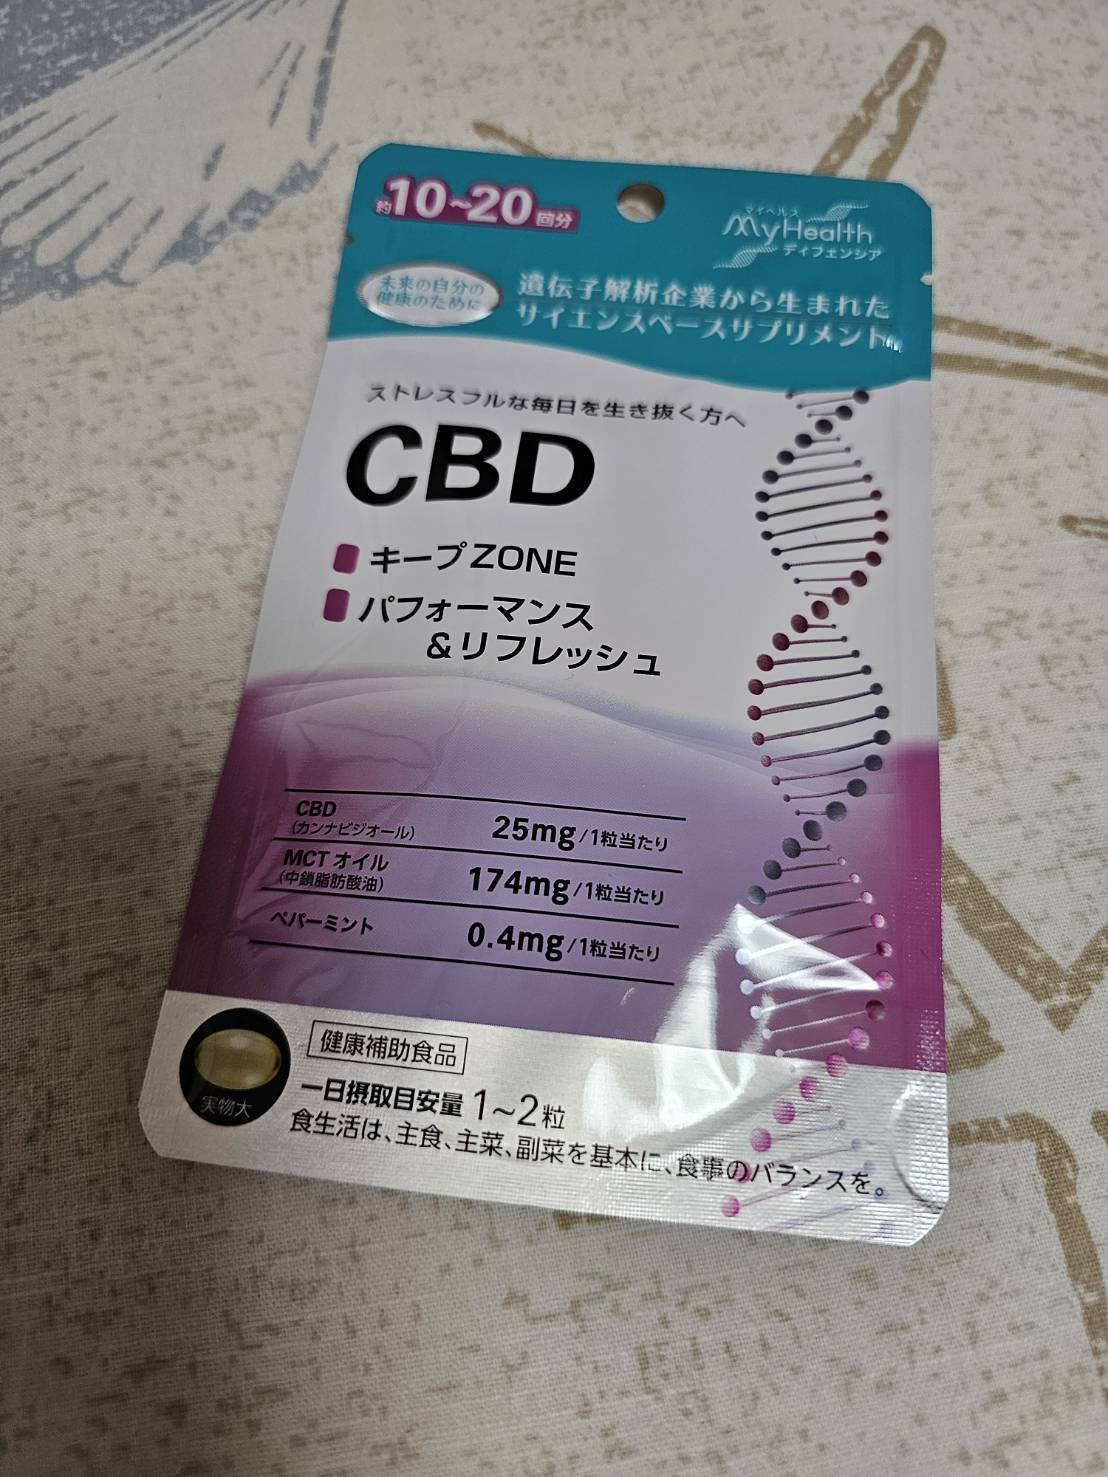 約10~20回分
マイヘルス
MyHealth
ディフェンシア
未来の自分の
健康のために
遺伝子解析企業から生まれた
サイエンスベースサプリメント
ストレスフルな毎日を生き抜く方へ
CBD
キープZONE
パフォーマンス
&リフレッシュ
CBD
(カンナビジオール)
25mg/1粒当たり
MCTオイル
(中鎖脂肪酸油)
174mg/1粒当たり
ペパーミント
0.4mg/1粒当たり
実物大
健康補助食品
一日摂取目安量 1~2粒
食生活は、主食、主菜、副菜を基本に、食事のバランスを。